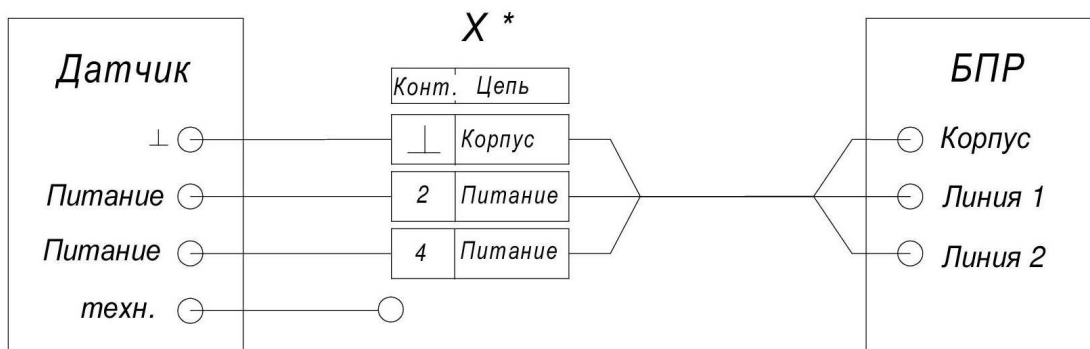 X *
Датчик
БПР
Конт. Цепь
⊥ ⊥ Корпус Корпус
Питание 2 Питание Линия 1
Питание 4 Питание Линия 2
техн.